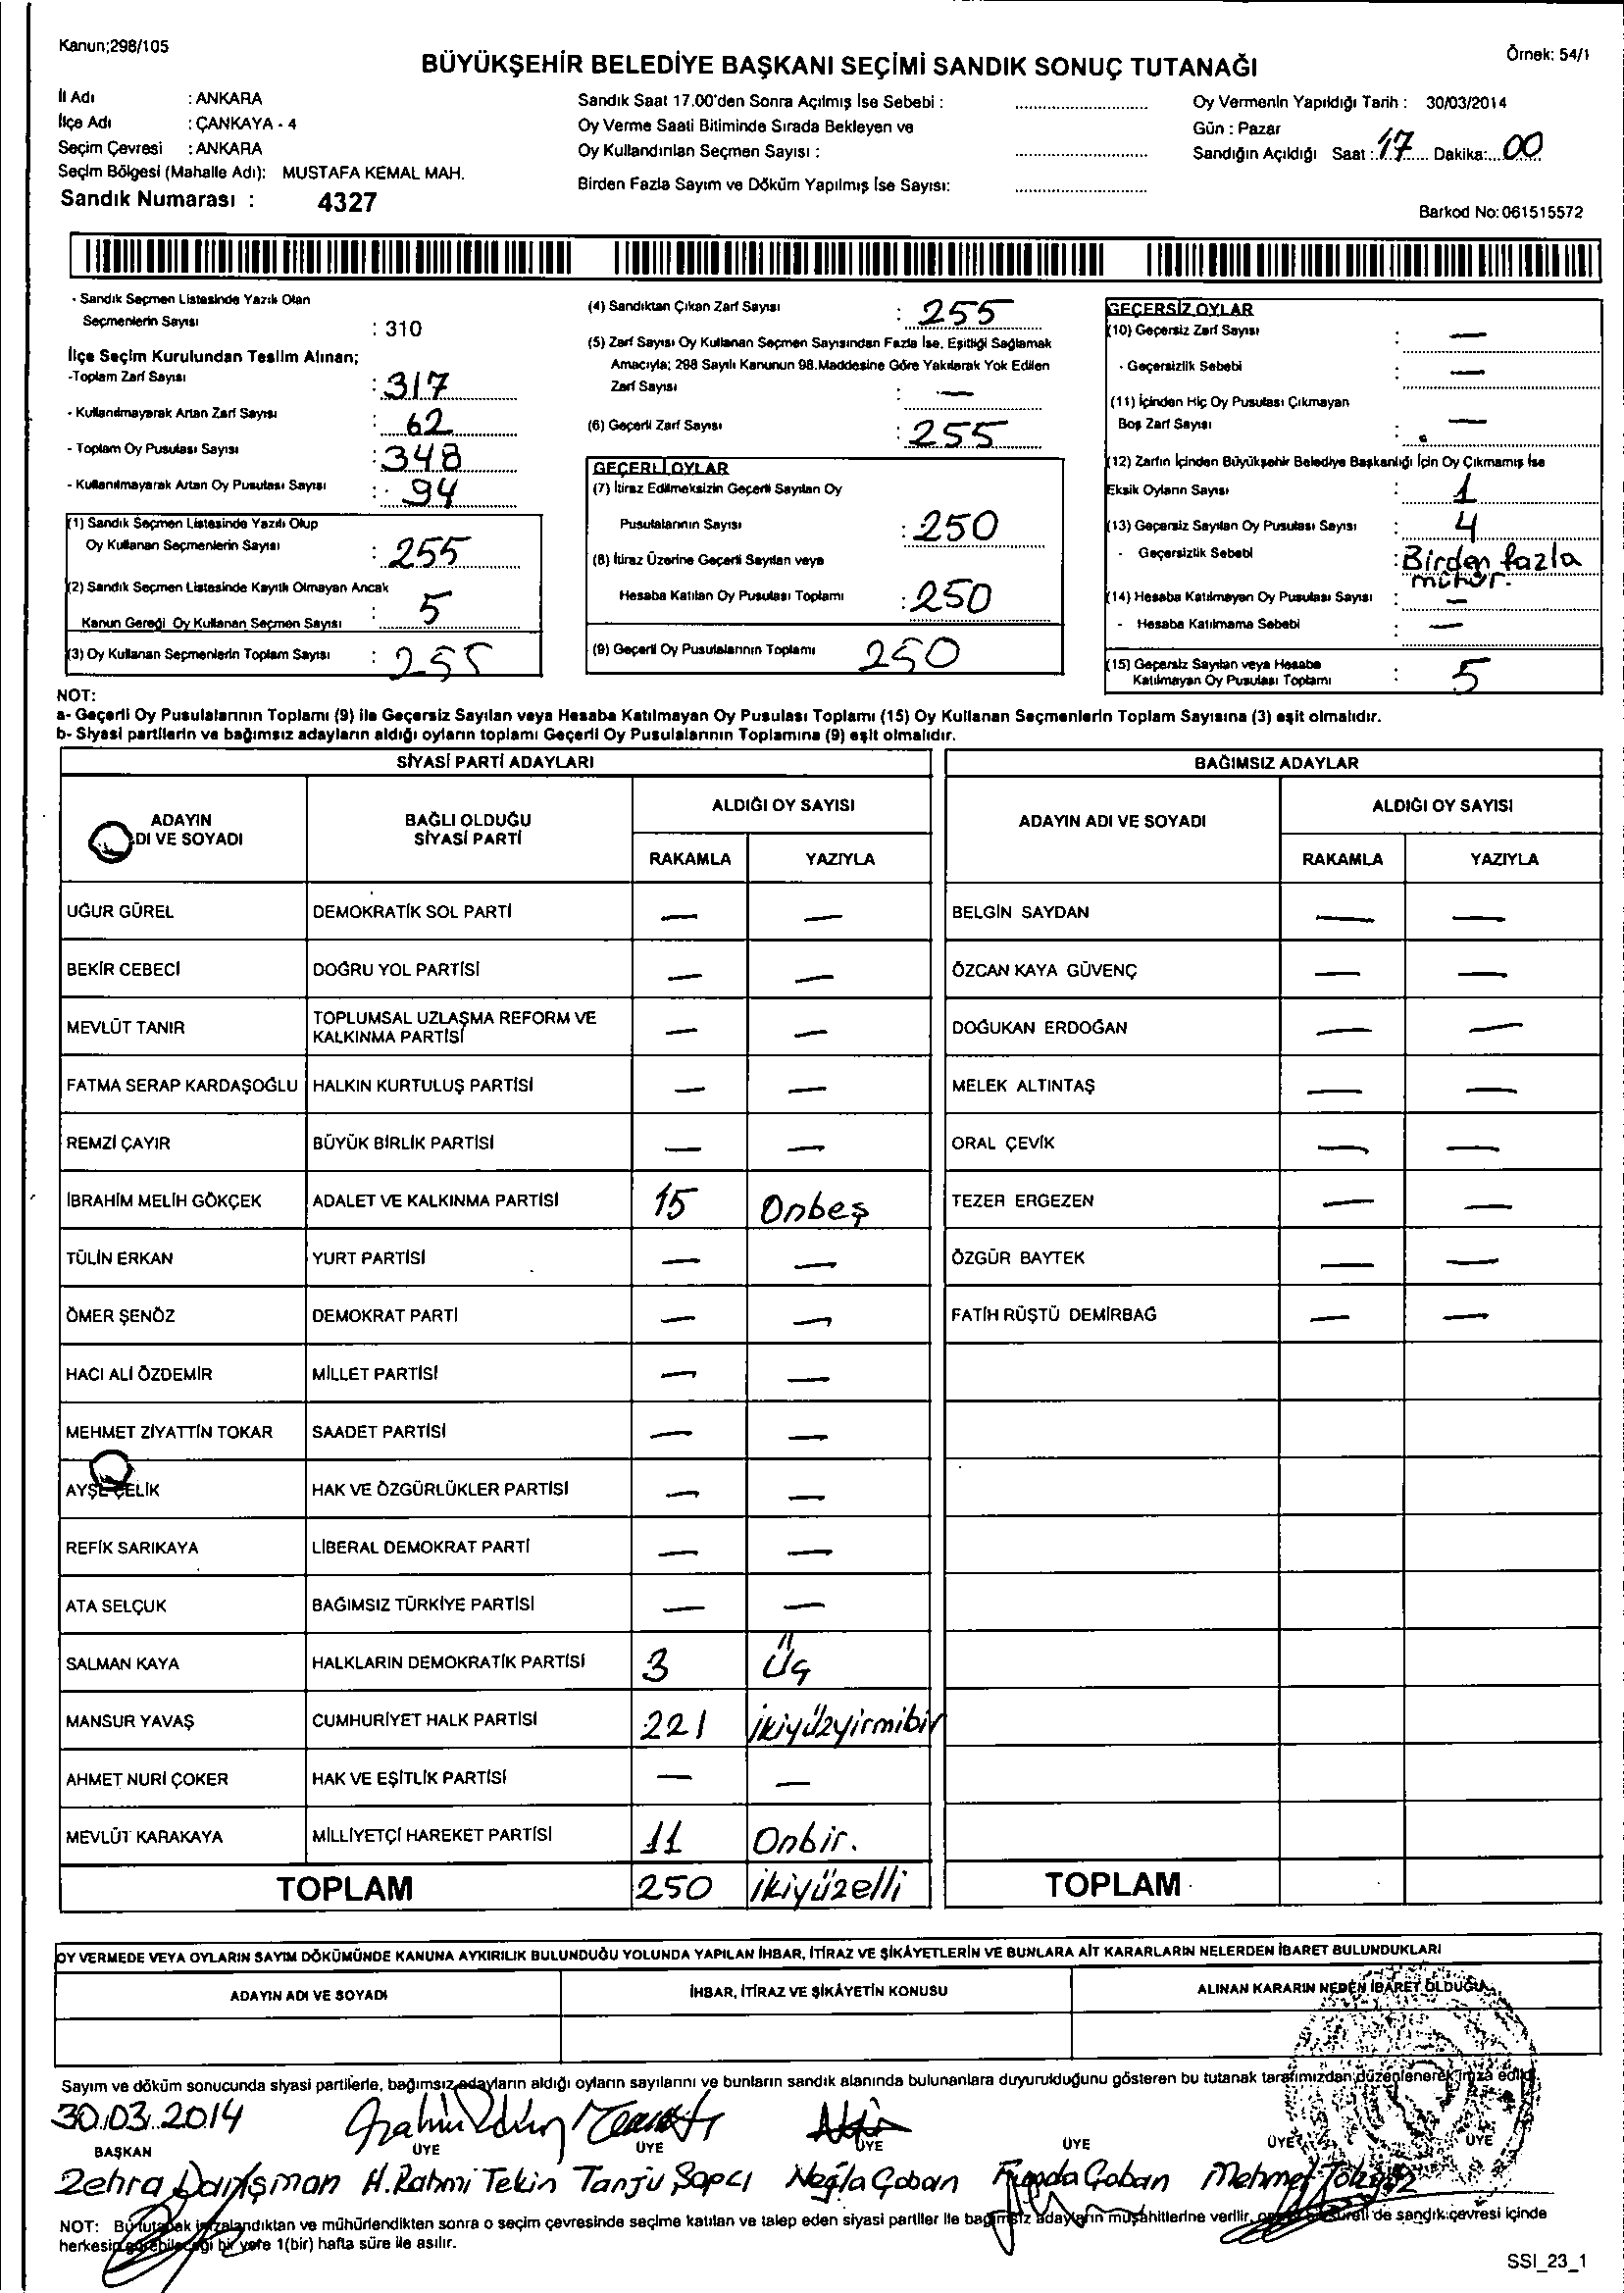 Kanun;298/105
Örnek: 54/1
BÜYÜKŞEHİR BELEDİYE BAŞKANI SEÇİMİ SANDIK SONUÇ TUTANAĞI
İl Adı : ANKARA
İlçe Adı : ÇANKAYA - 4
Seçim Çevresi : ANKARA
Seçim Bölgesi (Mahalle Adı): MUSTAFA KEMAL MAH.
Sandık Numarası : 4327
Sandık Saat 17.00'den Sonra Açılmış İse Sebebi :
Oy Verme Saati Bitiminde Sırada Bekleyen ve
Oy Kullandırılan Seçmen Sayısı :
Birden Fazla Sayım ve Döküm Yapılmış İse Sayısı:
Oy Vermenin Yapıldığı Tarih : 30/03/2014
Gün : Pazar
Sandığın Açıldığı Saat : 17 Dakika: 00
Barkod No: 061515572
- Sandık Seçmen Listesinde Yazılı Olan
Seçmenlerin Sayısı : 310
İlçe Seçim Kurulundan Teslim Alınan;
-Toplam Zarf Sayısı : 317
- Kullanılmayarak Artan Zarf Sayısı : 62
- Toplam Oy Pusulası Sayısı : 348
- Kullanılmayarak Artan Oy Pusulası Sayısı : 94
(1) Sandık Seçmen Listesinde Yazılı Olup
Oy Kullanan Seçmenlerin Sayısı : 255
(2) Sandık Seçmen Listesinde Kayıtlı Olmayan Ancak
Kanun Gereği Oy Kullanan Seçmen Sayısı : 5
(3) Oy Kullanan Seçmenlerin Toplam Sayısı : 255
(4) Sandıktan Çıkan Zarf Sayısı : 255
(5) Zarf Sayısı Oy Kullanan Seçmen Sayısından Fazla İse, Eşitliği Sağlamak
Amacıyla; 298 Sayılı Kanunun 98.Maddesine Göre Yakılarak Yok Edilen
Zarf Sayısı : —
(6) Geçerli Zarf Sayısı : 255
GEÇERLİ OYLAR
(7) İtiraz Edilmeksizin Geçerli Sayılan Oy
Pusulalarının Sayısı : 250
(8) İtiraz Üzerine Geçerli Sayılan veya
Hesaba Katılan Oy Pusulası Toplamı : 250
(9) Geçerli Oy Pusulalarının Toplamı 250
GEÇERSİZ OYLAR
(10) Geçersiz Zarf Sayısı : —
- Geçersizlik Sebebi : —
(11) İçinden Hiç Oy Pusulası Çıkmayan
Boş Zarf Sayısı : —
(12) Zarfın İçinden Büyükşehir Belediye Başkanlığı İçin Oy Çıkmamış İse
Eksik Oyların Sayısı : 1
(13) Geçersiz Sayılan Oy Pusulası Sayısı : 4
- Geçersizlik Sebebi : Birden fazla
mühür.
(14) Hesaba Katılmayan Oy Pusulası Sayısı : —
- Hesaba Katılmama Sebebi : —
(15) Geçersiz Sayılan veya Hesaba
Katılmayan Oy Pusulası Toplamı : 5
NOT:
a- Geçerli Oy Pusulalarının Toplamı (9) ile Geçersiz Sayılan veya Hesaba Katılmayan Oy Pusulası Toplamı (15) Oy Kullanan Seçmenlerin Toplam Sayısına (3) eşit olmalıdır.
b- Siyasi partilerin ve bağımsız adayların aldığı oyların toplamı Geçerli Oy Pusulalarının Toplamına (9) eşit olmalıdır.
SİYASİ PARTİ ADAYLARI
ADAYIN
DI VE SOYADI
BAĞLI OLDUĞU
SİYASİ PARTİ
ALDIĞI OY SAYISI
RAKAMLA YAZIYLA
UĞUR GÜREL DEMOKRATİK SOL PARTİ — —
BEKİR CEBECİ DOĞRU YOL PARTİSİ — —
MEVLÜT TANIR TOPLUMSAL UZLAŞMA REFORM VE
KALKINMA PARTİSİ — —
FATMA SERAP KARDAŞOĞLU HALKIN KURTULUŞ PARTİSİ — —
REMZİ ÇAYIR BÜYÜK BİRLİK PARTİSİ — —
İBRAHİM MELİH GÖKÇEK ADALET VE KALKINMA PARTİSİ 15 Onbeş
TÜLİN ERKAN YURT PARTİSİ — —
ÖMER ŞENÖZ DEMOKRAT PARTİ — —
HACI ALİ ÖZDEMİR MİLLET PARTİSİ — —
MEHMET ZİYATTİN TOKAR SAADET PARTİSİ — —
AYŞE ÇELİK HAK VE ÖZGÜRLÜKLER PARTİSİ — —
REFİK SARIKAYA LİBERAL DEMOKRAT PARTİ — —
ATA SELÇUK BAĞIMSIZ TÜRKİYE PARTİSİ — —
SALMAN KAYA HALKLARIN DEMOKRATİK PARTİSİ 3 Üç
MANSUR YAVAŞ CUMHURİYET HALK PARTİSİ 221 İkiyüzyirmibir
AHMET NURİ ÇOKER HAK VE EŞİTLİK PARTİSİ — —
MEVLÜT KARAKAYA MİLLİYETÇİ HAREKET PARTİSİ 11 Onbir.
TOPLAM 250 İkiyüzelli
BAĞIMSIZ ADAYLAR
ADAYIN ADI VE SOYADI
ALDIĞI OY SAYISI
RAKAMLA YAZIYLA
BELGİN SAYDAN — —
ÖZCAN KAYA GÜVENÇ — —
DOĞUKAN ERDOĞAN — —
MELEK ALTINTAŞ — —
ORAL ÇEVİK — —
TEZER ERGEZEN — —
ÖZGÜR BAYTEK — —
FATİH RÜŞTÜ DEMİRBAĞ — —
TOPLAM
OY VERMEDE VEYA OYLARIN SAYIM DÖKÜMÜNDE KANUNA AYKIRILIK BULUNDUĞU YOLUNDA YAPILAN İHBAR, İTİRAZ VE ŞİKÂYETLERİN VE BUNLARA AİT KARARLARIN NELERDEN İBARET BULUNDUKLARI
ADAYIN ADI VE SOYADI İHBAR, İTİRAZ VE ŞİKÂYETİN KONUSU ALINAN KARARIN NEDEN İBARET OLDUĞU
Sayım ve döküm sonucunda siyasi partilerle, bağımsız adayların aldığı oyların sayılarını ve bunların sandık alanında bulunanlara duyurulduğunu gösteren bu tutanak tarafımızdan düzenlenerek imza edildi.
30.03.2014
BAŞKAN ÜYE ÜYE ÜYE ÜYE ÜYE ÜYE
Zehra Danışman H.Rahmi Tekin Tanju Şapcı Negla Çoban Funda Çoban Mehmet
NOT: Bu tutanak imzalandıktan ve mühürlendikten sonra o seçim çevresinde seçime katılan ve talep eden siyasi partiler ile bağımsız adayların müşahitlerine verilir, sureti de sandık çevresi içinde
herkesin görebileceği bir yere 1(bir) hafta süre ile asılır.
SSI_23_1